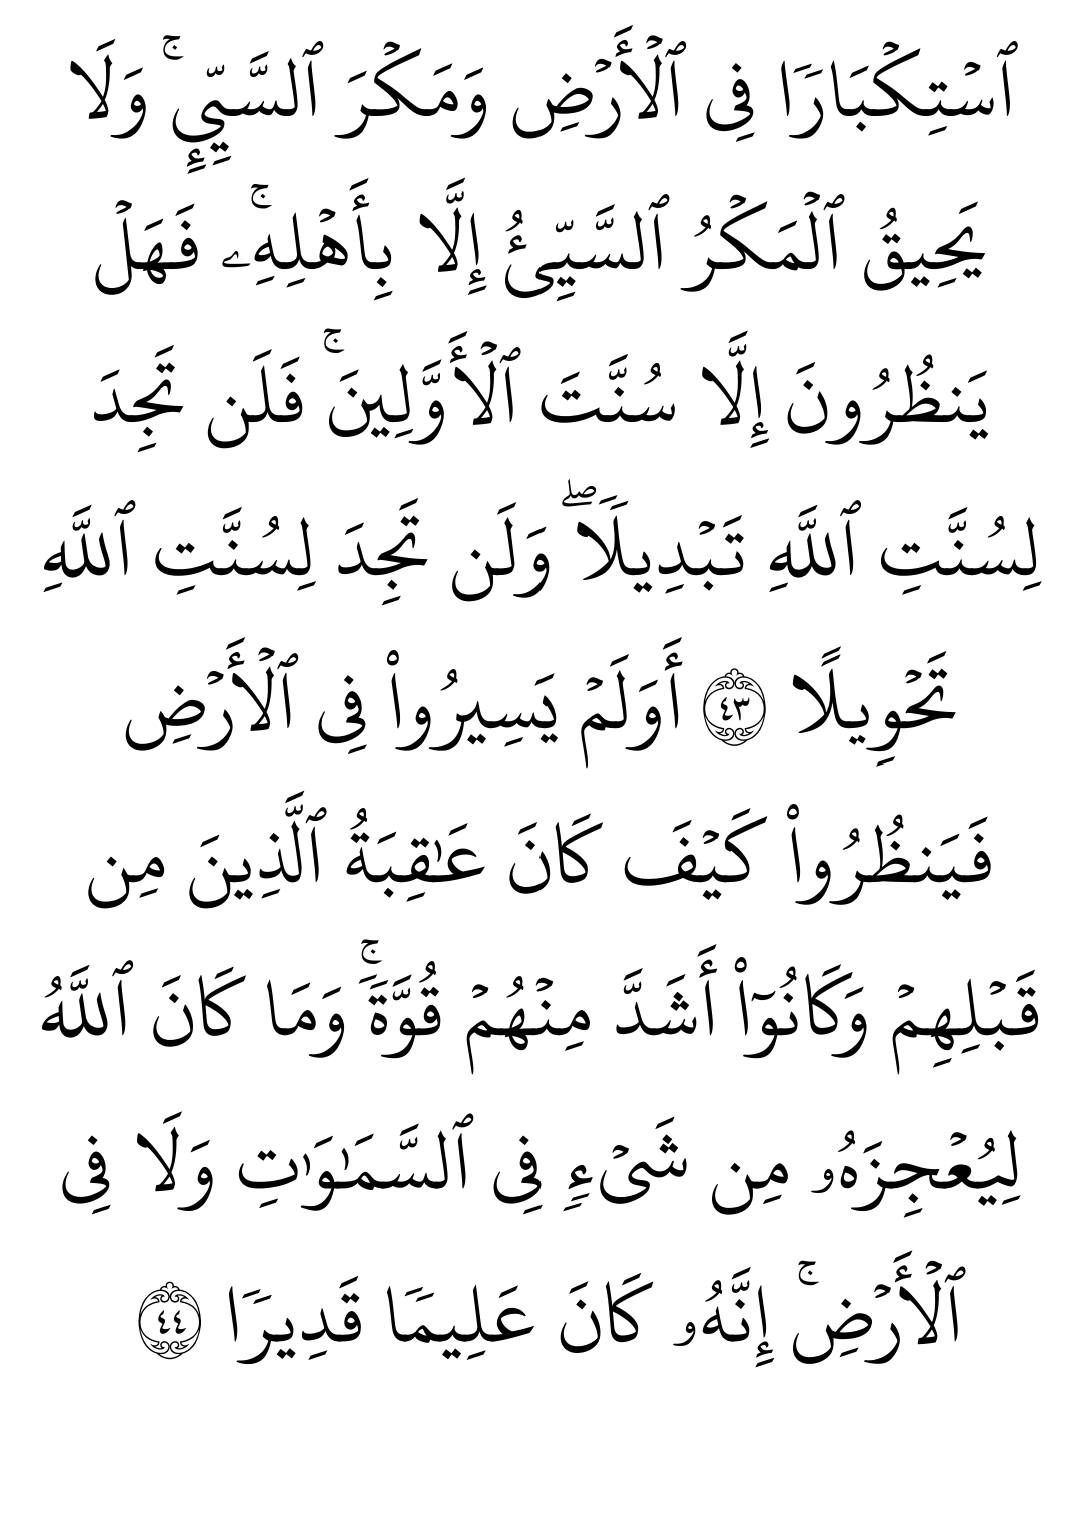 ٱسۡتِكۡبَارٗا فِي ٱلۡأَرۡضِ وَمَكۡرَ ٱلسَّيِّيِٕۚ وَلَا
يَحِيقُ ٱلۡمَكۡرُ ٱلسَّيِّئُ إِلَّا بِأَهۡلِهِۦۚ فَهَلۡ
يَنظُرُونَ إِلَّا سُنَّتَ ٱلۡأَوَّلِينَۚ فَلَن تَجِدَ
لِسُنَّتِ ٱللَّهِ تَبۡدِيلٗاۖ وَلَن تَجِدَ لِسُنَّتِ ٱللَّهِ
تَحۡوِيلًا ٤٣ أَوَلَمۡ يَسِيرُواْ فِي ٱلۡأَرۡضِ
فَيَنظُرُواْ كَيۡفَ كَانَ عَٰقِبَةُ ٱلَّذِينَ مِن
قَبۡلِهِمۡ وَكَانُوٓاْ أَشَدَّ مِنۡهُمۡ قُوَّةٗۚ وَمَا كَانَ ٱللَّهُ
لِيُعۡجِزَهُۥ مِن شَيۡءٖ فِي ٱلسَّمَٰوَٰتِ وَلَا فِي
ٱلۡأَرۡضِۚ إِنَّهُۥ كَانَ عَلِيمٗا قَدِيرٗا ٤٤